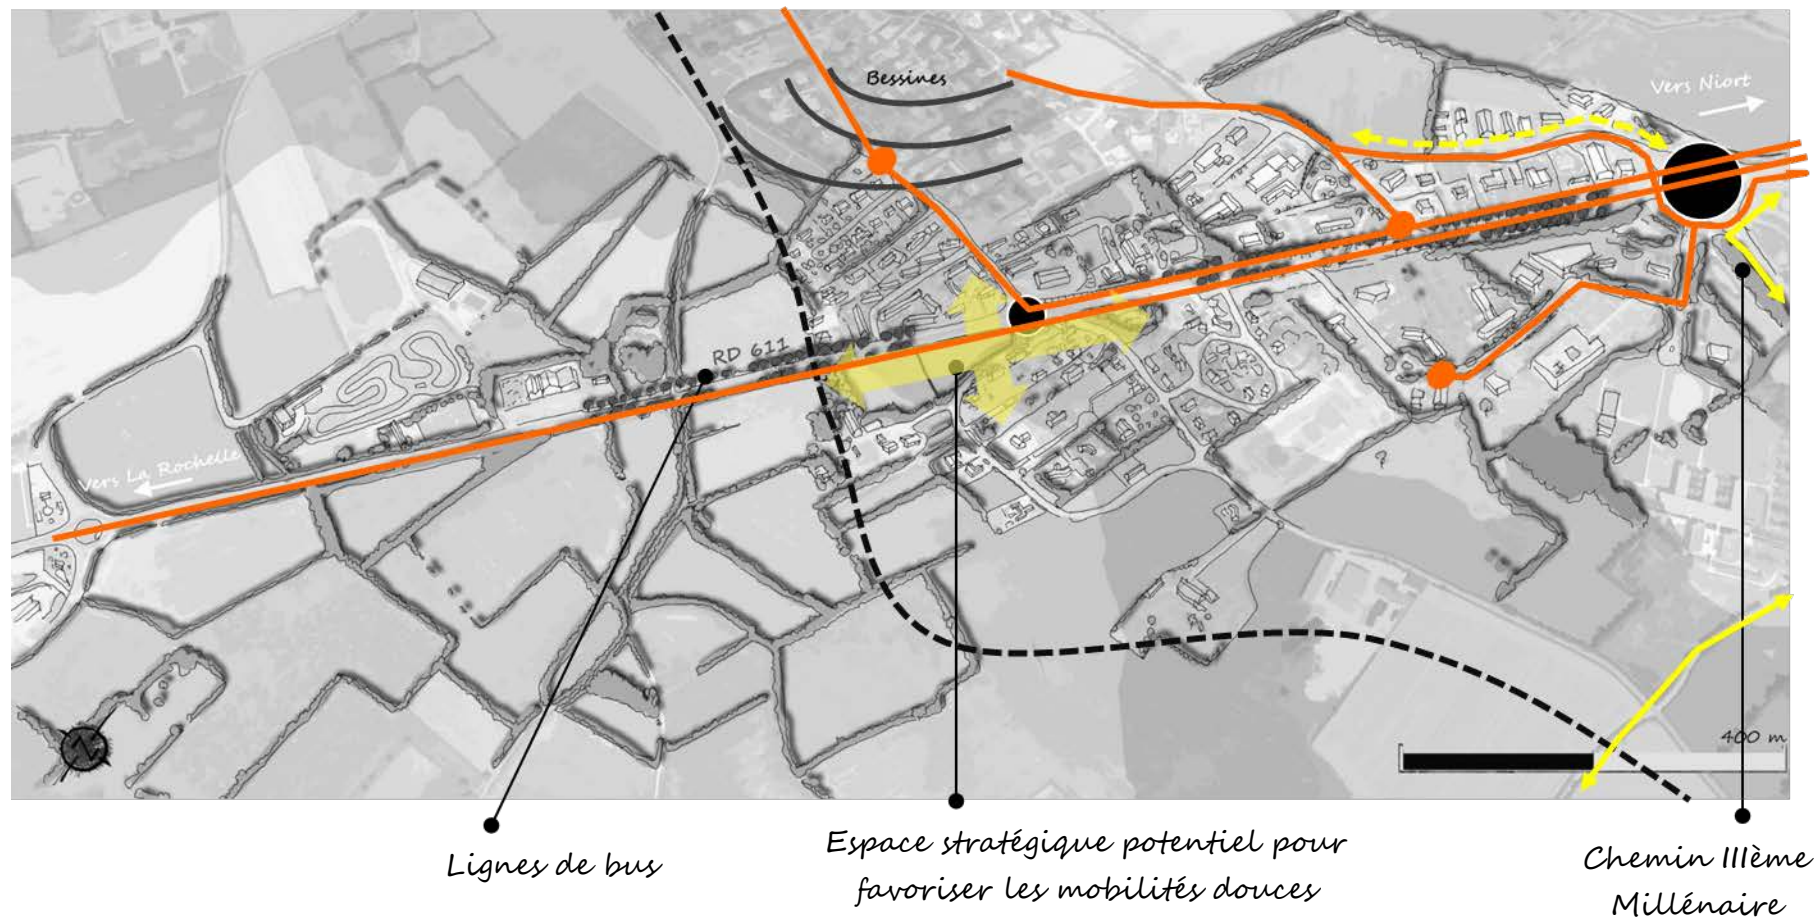 Bessines
Vers Niort
RD 611
Vers La Rochelle
400 m
Lignes de bus
Espace stratégique potentiel pour
favoriser les mobilités douces
Chemin IIIème
Millénaire